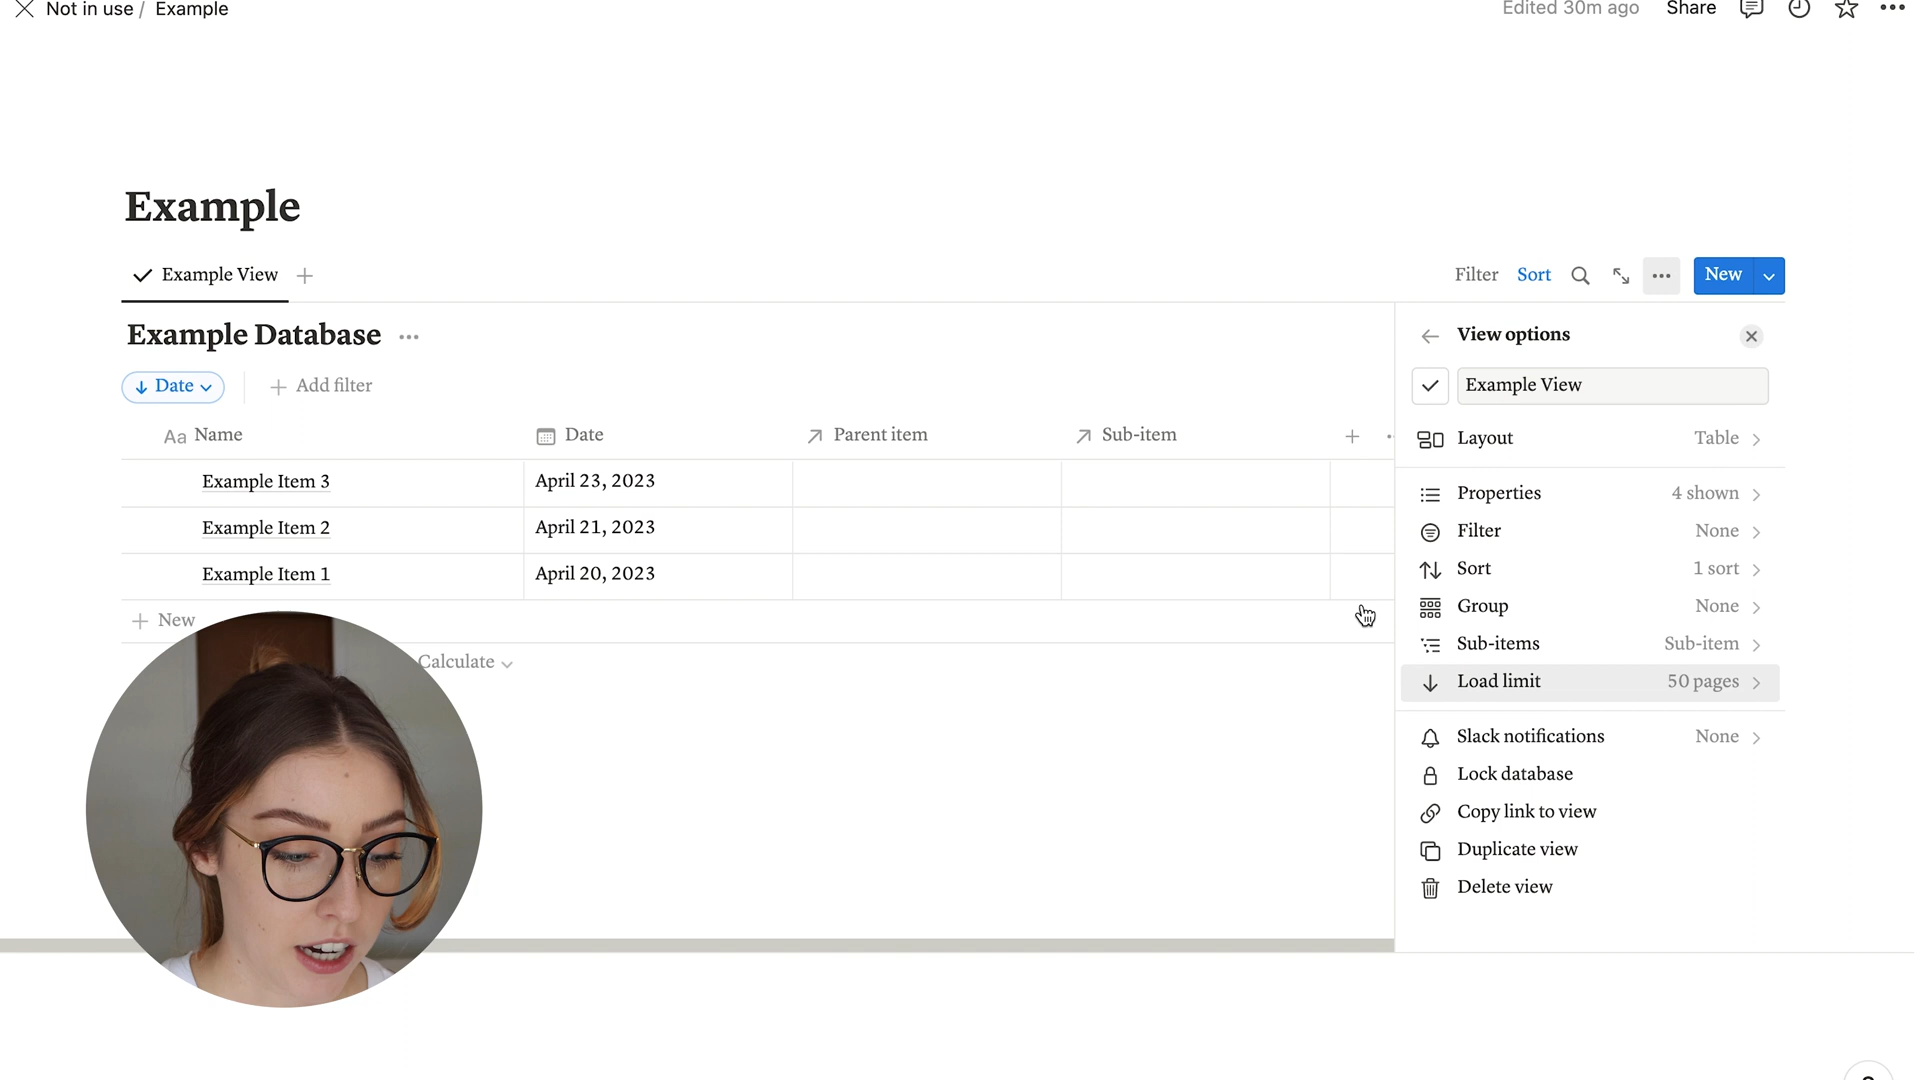 Not in use / Example
Edited 30m ago Share
Example
Example View
Filter Sort New
Example Database
View options
Date Add filter
Example View
Aa Name Date Parent item Sub-item
Layout Table
Example Item 3 April 23, 2023
Properties 4 shown
Example Item 2 April 21, 2023
Filter None
Example Item 1 April 20, 2023
Sort 1 sort
Group None
New
Sub-items Sub-item
Calculate
Load limit 50 pages
Slack notifications None
Lock database
Copy link to view
Duplicate view
Delete view